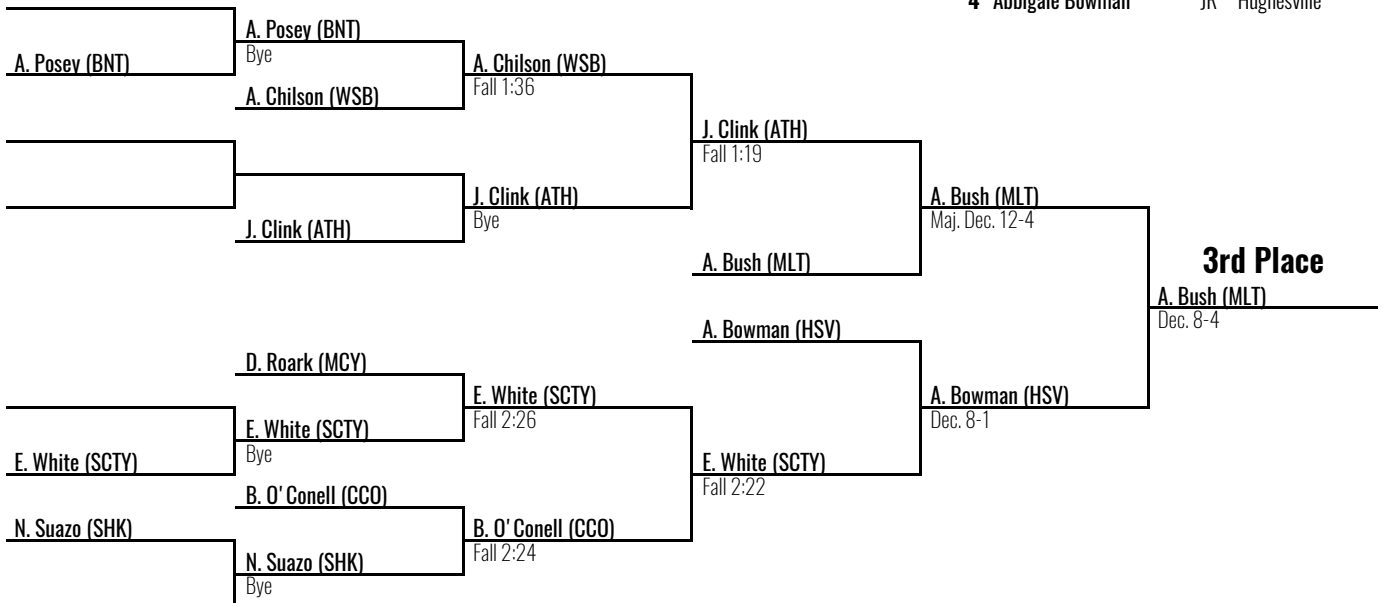 4 Abbigale Bowman JR Hughesville
A. Posey (BNT)
A. Posey (BNT)
Bye
A. Chilson (WSB)
A. Chilson (WSB)
Fall 1:36
J. Clink (ATH)
J. Clink (ATH)
Bye
J. Clink (ATH)
Fall 1:19
A. Bush (MLT)
A. Bush (MLT)
Maj. Dec. 12-4
3rd Place
A. Bush (MLT)
Dec. 8-4
A. Bowman (HSV)
A. Bowman (HSV)
Dec. 8-1
D. Roark (MCY)
E. White (SCTY)
Fall 2:26
E. White (SCTY)
Bye
E. White (SCTY)
E. White (SCTY)
Fall 2:22
B. O'Conell (CCO)
N. Suazo (SHK)
B. O'Conell (CCO)
Fall 2:24
N. Suazo (SHK)
Bye